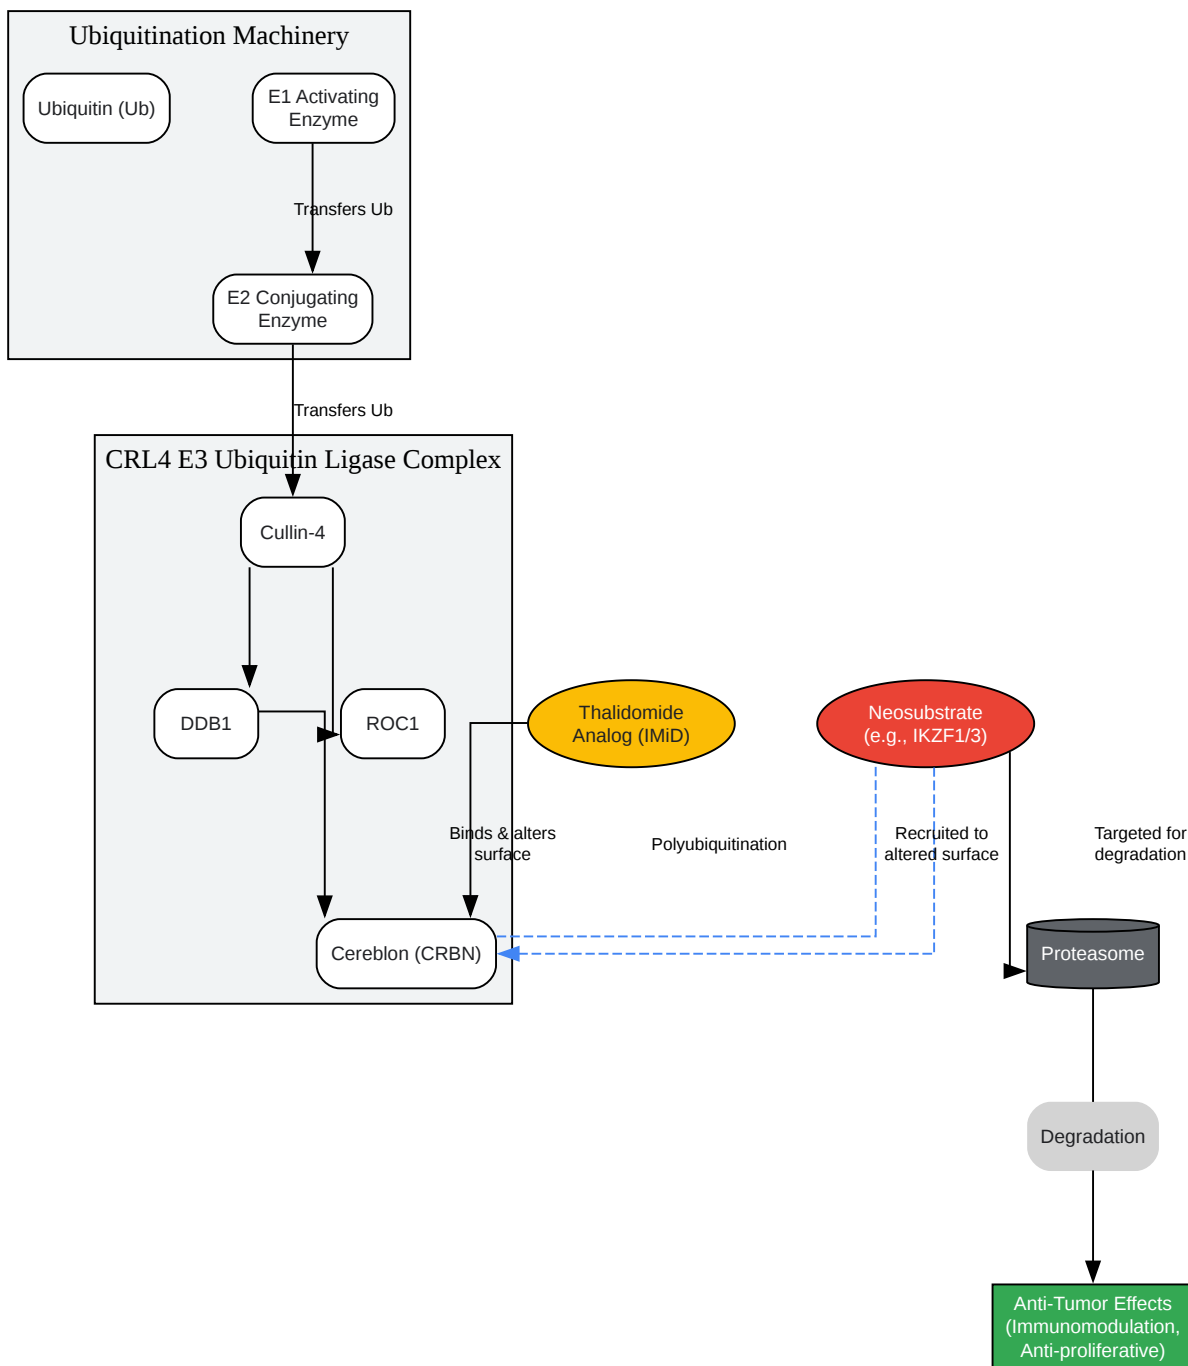 Ubiquitination Machinery
Ubiquitin (Ub)
E1 Activating
Enzyme
Transfers Ub
E2 Conjugating
Enzyme
Transfers Ub
CRL4 E3 Ubiquitin Ligase Complex
Cullin-4
DDB1
ROC1
Thalidomide
Analog (IMiD)
Neosubstrate
(e.g., IKZF1/3)
Binds & alters
surface
Polyubiquitination
Recruited to
altered surface
Targeted for
degradation
Cereblon (CRBN)
Proteasome
Degradation
Anti-Tumor Effects
(Immunomodulation,
Anti-proliferative)